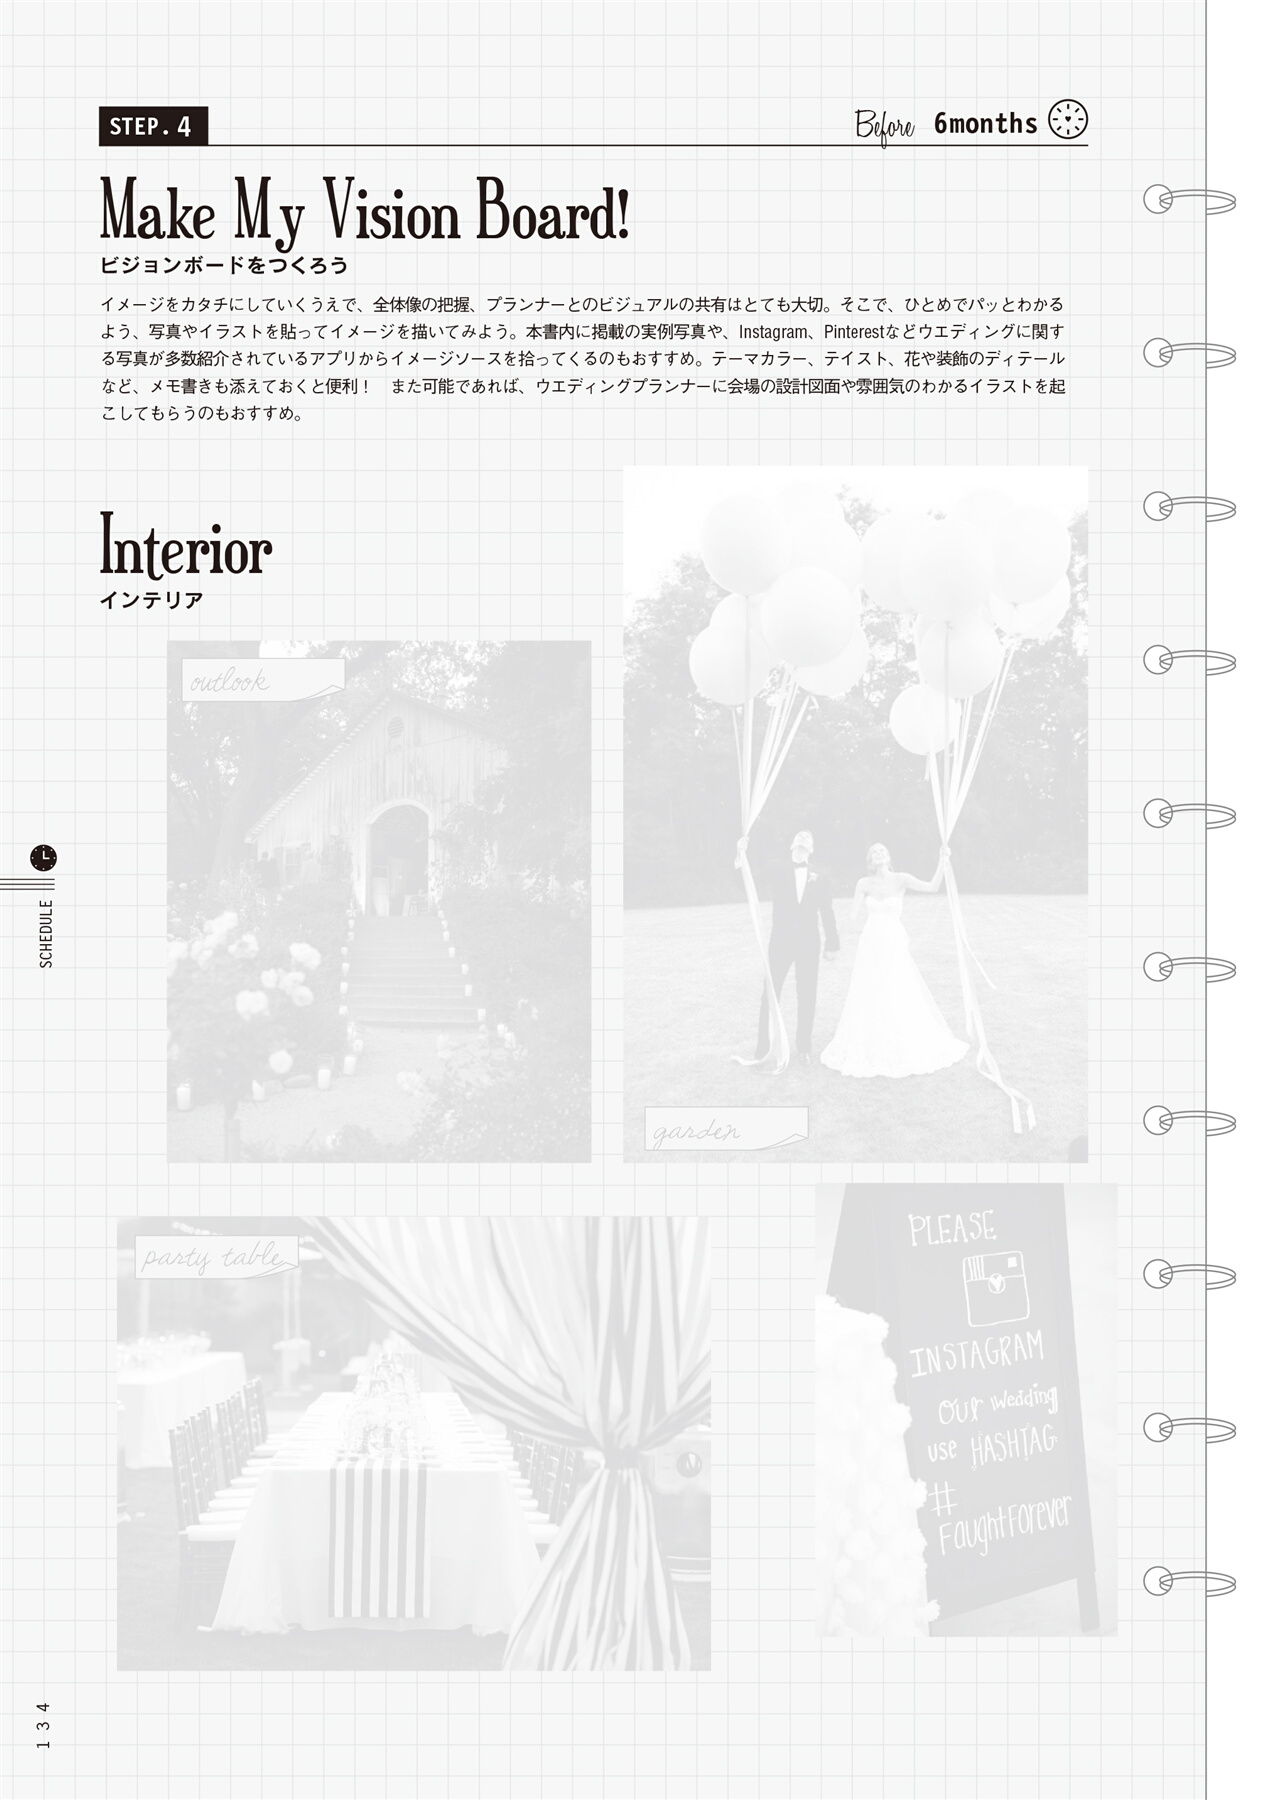 STEP. 4
Before 6months
Make My Vision Board!
ビジョンボードをつくろう
イメージをカタチにしていくうえで、全体像の把握、プランナーとのビジュアルの共有はとても大切。そこで、ひとめでパッとわかる
よう、写真やイラストを貼ってイメージを描いてみよう。本書内に掲載の実例写真や、Instagram、Pinterestなどウエディングに関す
る写真が多数紹介されているアプリからイメージソースを拾ってくるのもおすすめ。テーマカラー、テイスト、花や装飾のディテール
など、メモ書きも添えておくと便利！　また可能であれば、ウエディングプランナーに会場の設計図面や雰囲気のわかるイラストを起
こしてもらうのもおすすめ。
Interior
インテリア
outlook
garden
party table
PLEASE
INSTAGRAM
our wedding
use HASHTAG
#
FaughtForever
SCHEDULE
134